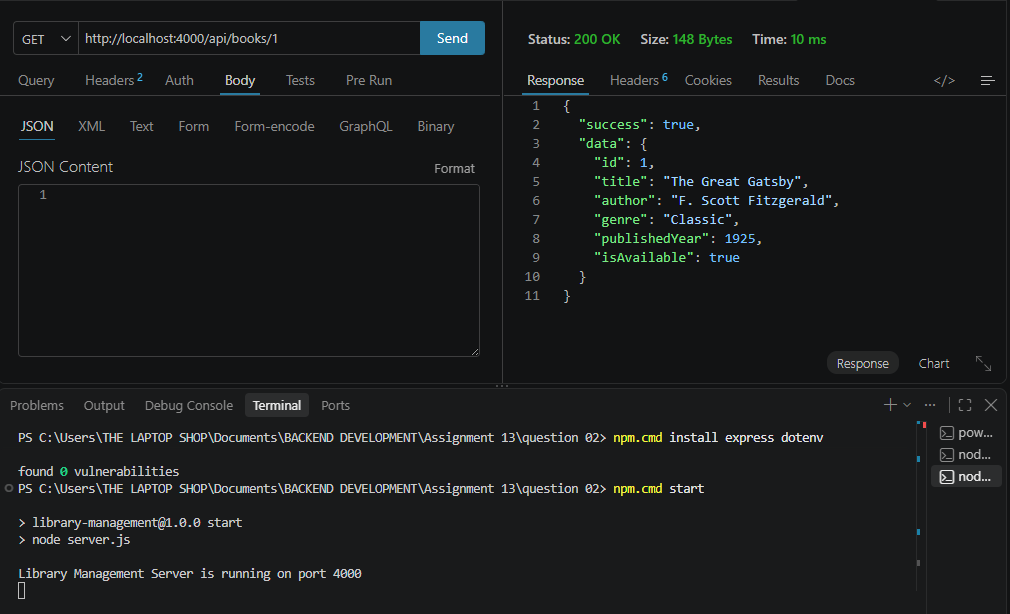 GET http://localhost:4000/api/books/1 Send
Query Headers 2 Auth Body Tests Pre Run
JSON XML Text Form Form-encode GraphQL Binary
JSON Content Format
1
Status: 200 OK Size: 148 Bytes Time: 10 ms
Response Headers 6 Cookies Results Docs </>
1 {
2 "success": true,
3 "data": {
4 "id": 1,
5 "title": "The Great Gatsby",
6 "author": "F. Scott Fitzgerald",
7 "genre": "Classic",
8 "publishedYear": 1925,
9 "isAvailable": true
10 }
11 }
Response Chart
Problems Output Debug Console Terminal Ports
PS C:\Users\THE LAPTOP SHOP\Documents\BACKEND DEVELOPMENT\Assignment 13\question 02> npm.cmd install express dotenv
found 0 vulnerabilities
PS C:\Users\THE LAPTOP SHOP\Documents\BACKEND DEVELOPMENT\Assignment 13\question 02> npm.cmd start
> library-management@1.0.0 start
> node server.js
Library Management Server is running on port 4000
pow...
nod...
nod...